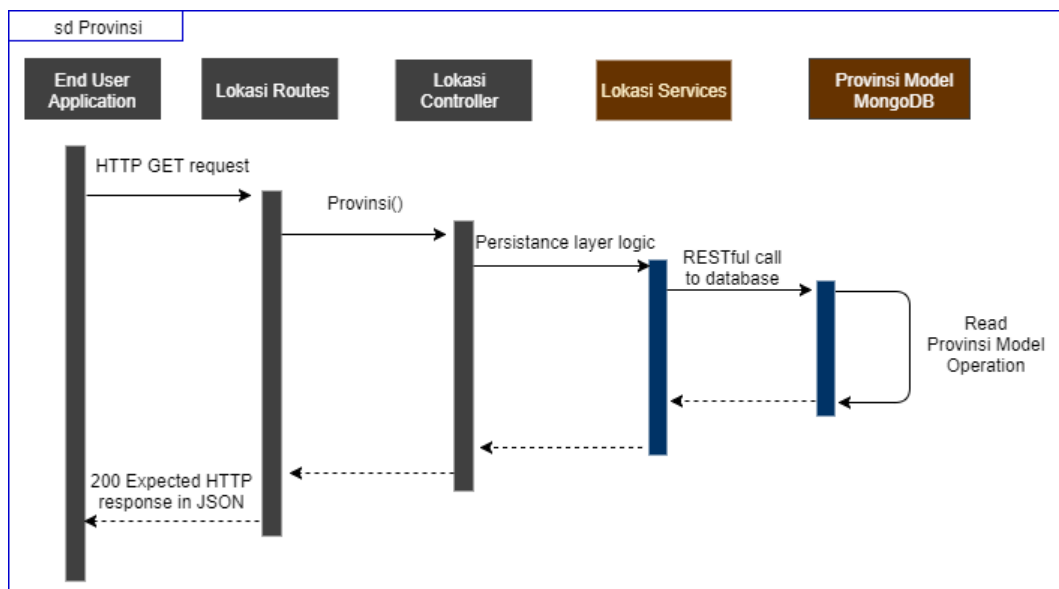 sd Provinsi
End User
Application
Lokasi Routes
Lokasi
Controller
Lokasi Services
Provinsi Model
MongoDB
HTTP GET request
Provinsi()
Persistance layer logic
RESTful call
to database
Read
Provinsi Model
Operation
200 Expected HTTP
response in JSON